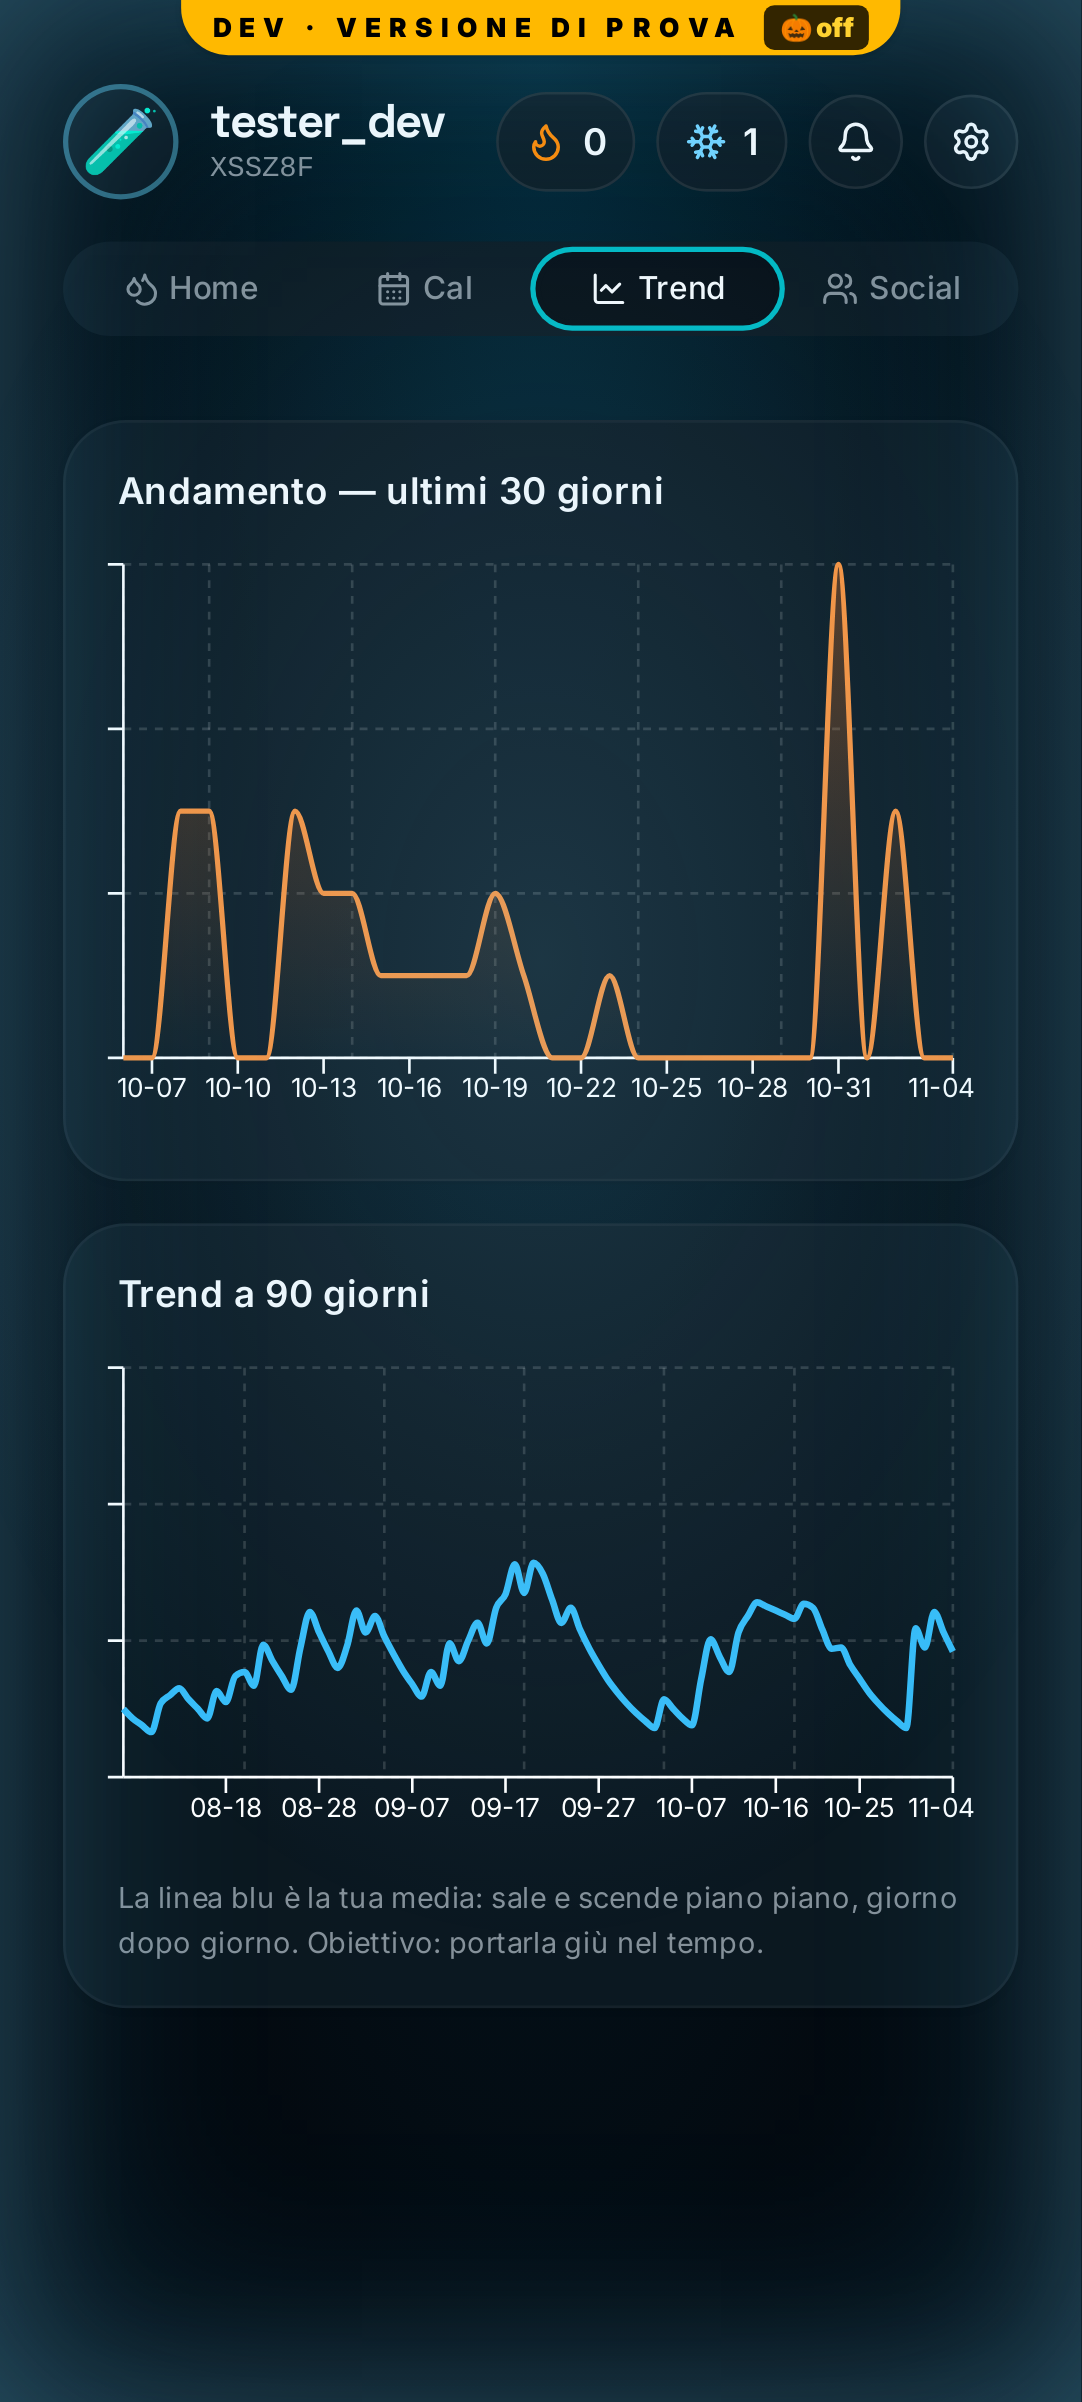 DEV · VERSIONE DI PROVA 🎃off
tester_dev
XSSZ8F
0
1
Home
Cal
Trend
Social
Andamento — ultimi 30 giorni
10-07 10-10 10-13 10-16 10-19 10-22 10-25 10-28 10-31 11-04
Trend a 90 giorni
08-18 08-28 09-07 09-17 09-27 10-07 10-16 10-25 11-04
La linea blu è la tua media: sale e scende piano piano, giorno
dopo giorno. Obiettivo: portarla giù nel tempo.